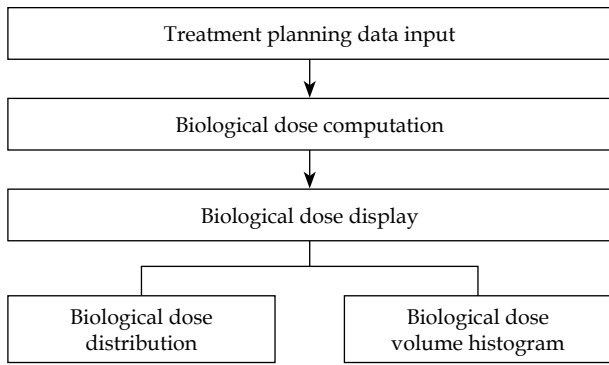 Treatment planning data input
Biological dose computation
Biological dose display
Biological dose
distribution
Biological dose
volume histogram